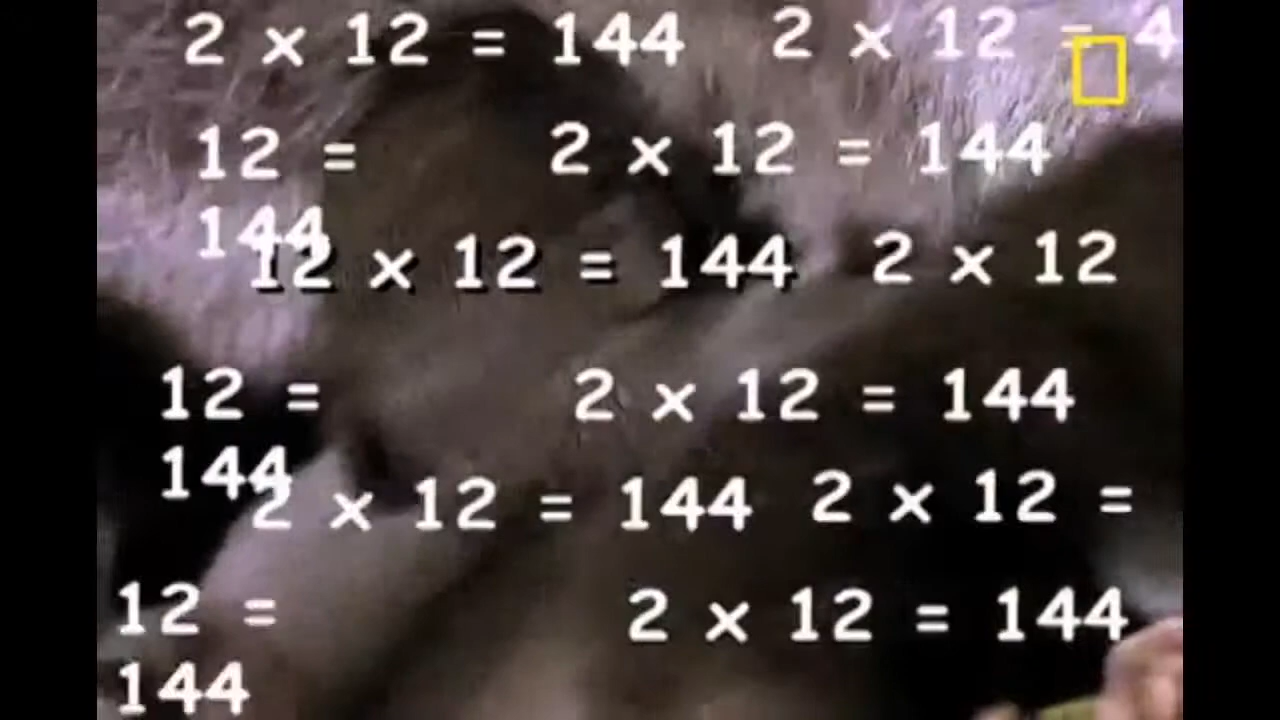 2 x 12 = 144
2 x 12 = 4
12 =
144
2 x 12 = 144
12 x 12 = 144
2 x 12
12 =
144
2 x 12 = 144
2 x 12 = 144
2 x 12 =
12 =
144
2 x 12 = 144